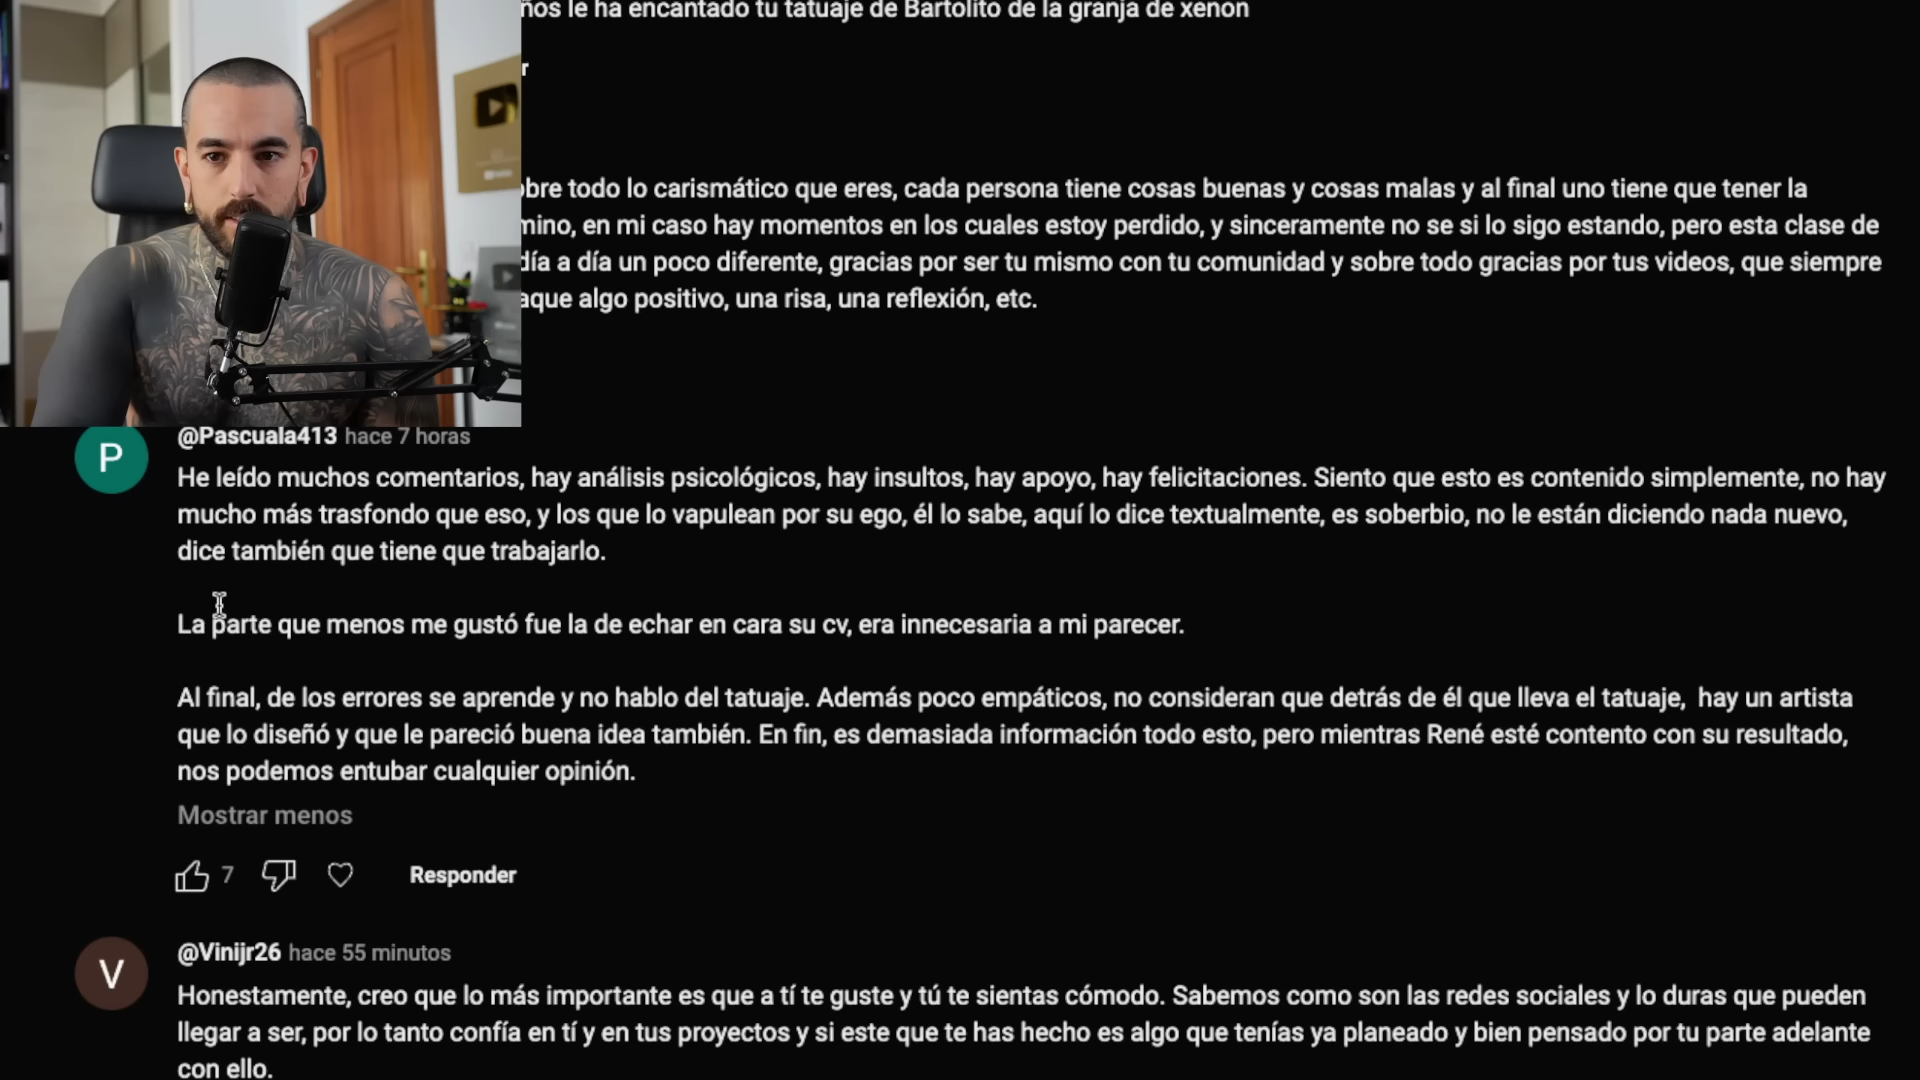 ños le ha encantado tu tatuaje de Bartolito de la granja de xenon
r
obre todo lo carismático que eres, cada persona tiene cosas buenas y cosas malas y al final uno tiene que tener la
mino, en mi caso hay momentos en los cuales estoy perdido, y sinceramente no se si lo sigo estando, pero esta clase de
día a día un poco diferente, gracias por ser tu mismo con tu comunidad y sobre todo gracias por tus videos, que siempre
aque algo positivo, una risa, una reflexión, etc.
P
@Pascuala413 hace 7 horas
He leído muchos comentarios, hay análisis psicológicos, hay insultos, hay apoyo, hay felicitaciones. Siento que esto es contenido simplemente, no hay
mucho más trasfondo que eso, y los que lo vapulean por su ego, él lo sabe, aquí lo dice textualmente, es soberbio, no le están diciendo nada nuevo,
dice también que tiene que trabajarlo.
La parte que menos me gustó fue la de echar en cara su cv, era innecesaria a mi parecer.
Al final, de los errores se aprende y no hablo del tatuaje. Además poco empáticos, no consideran que detrás de él que lleva el tatuaje, hay un artista
que lo diseñó y que le pareció buena idea también. En fin, es demasiada información todo esto, pero mientras René esté contento con su resultado,
nos podemos entubar cualquier opinión.
Mostrar menos
7 Responder
V
@Vinijr26 hace 55 minutos
Honestamente, creo que lo más importante es que a tí te guste y tú te sientas cómodo. Sabemos como son las redes sociales y lo duras que pueden
llegar a ser, por lo tanto confía en tí y en tus proyectos y si este que te has hecho es algo que tenías ya planeado y bien pensado por tu parte adelante
con ello.